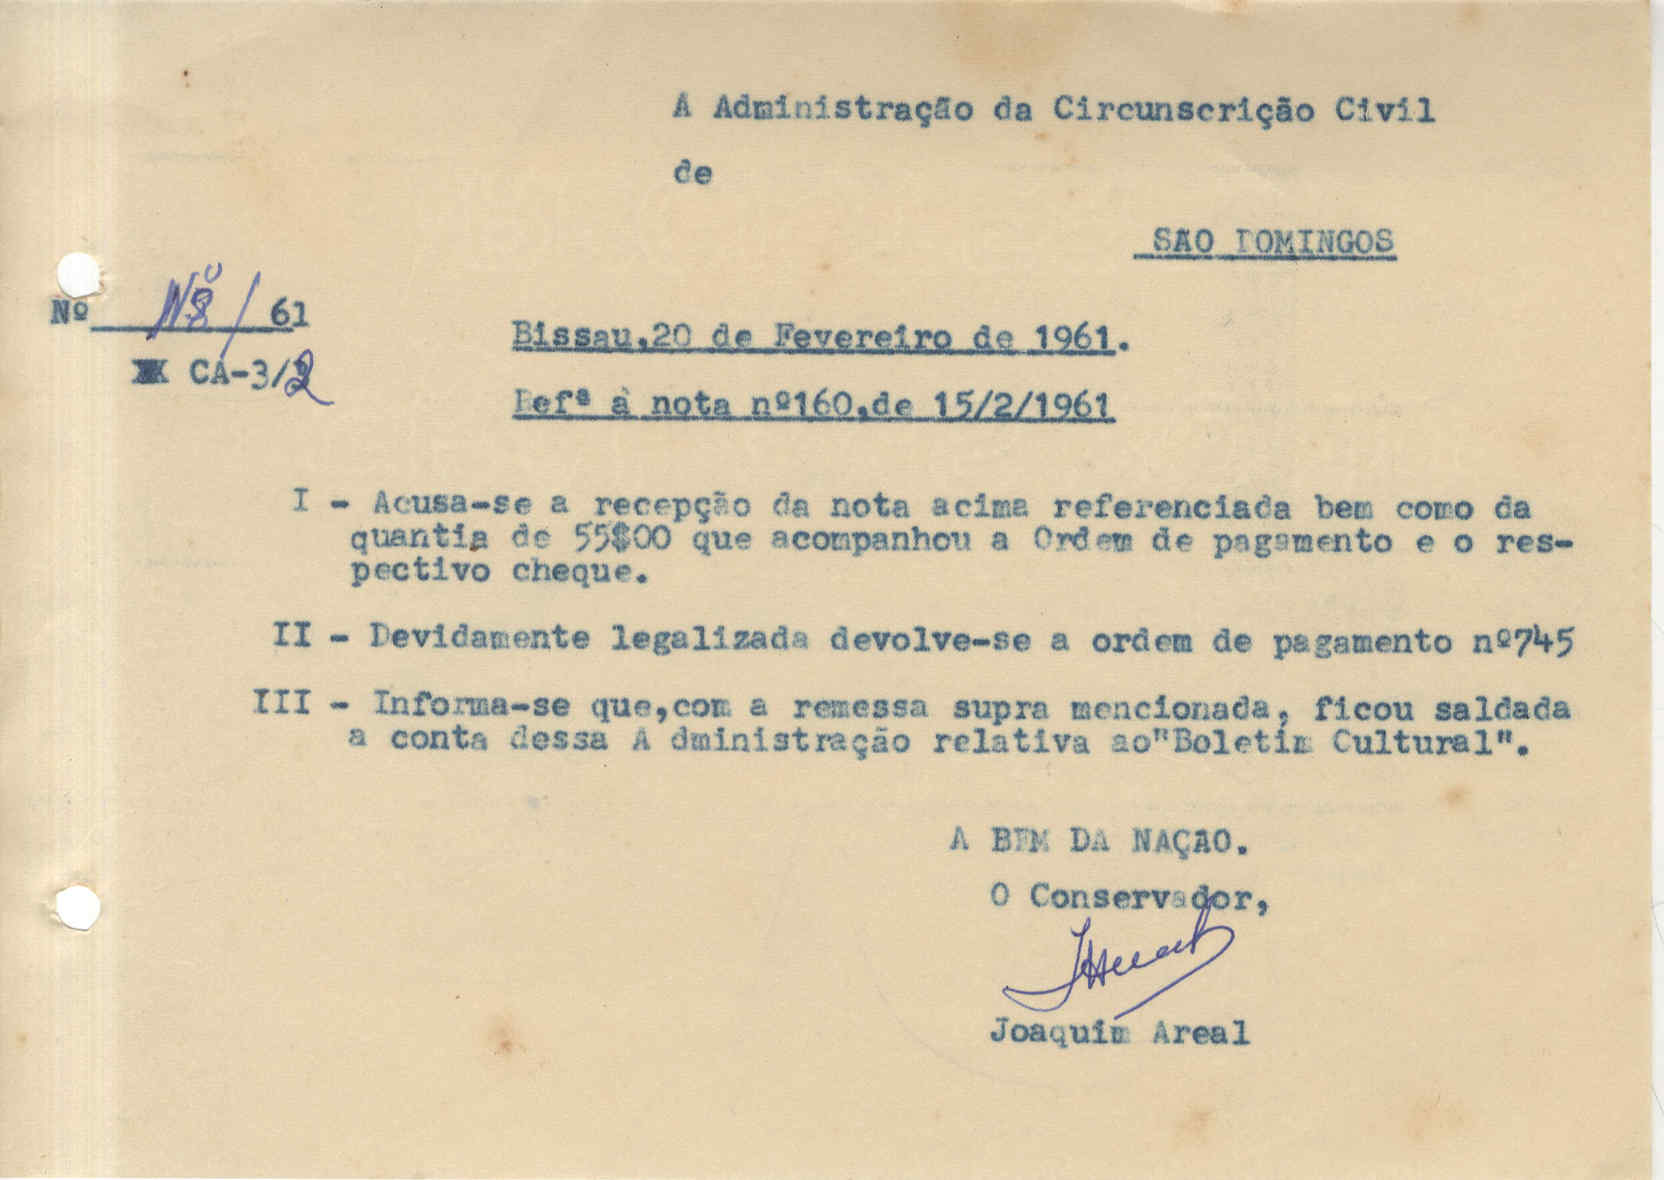 A Administração da Circunscrição Civil
de
SAO DOMINGOS
Nº / 61
CA-3/2
Bissau,20 de Fevereiro de 1961.
Refª à nota nº160,de 15/2/1961
I - Acusa-se a recepção da nota acima referenciada bem como da
quantia de 55$00 que acompanhou a Ordem de pagamento e o res-
pectivo cheque.
II - Devidamente legalizada devolve-se a ordem de pagamento nº745
III - Informa-se que,com a remessa supra mencionada, ficou saldada
a conta dessa A dministração relativa ao"Boletim Cultural".
A BEM DA NAÇAO.
O Conservador,
Joaquim Areal